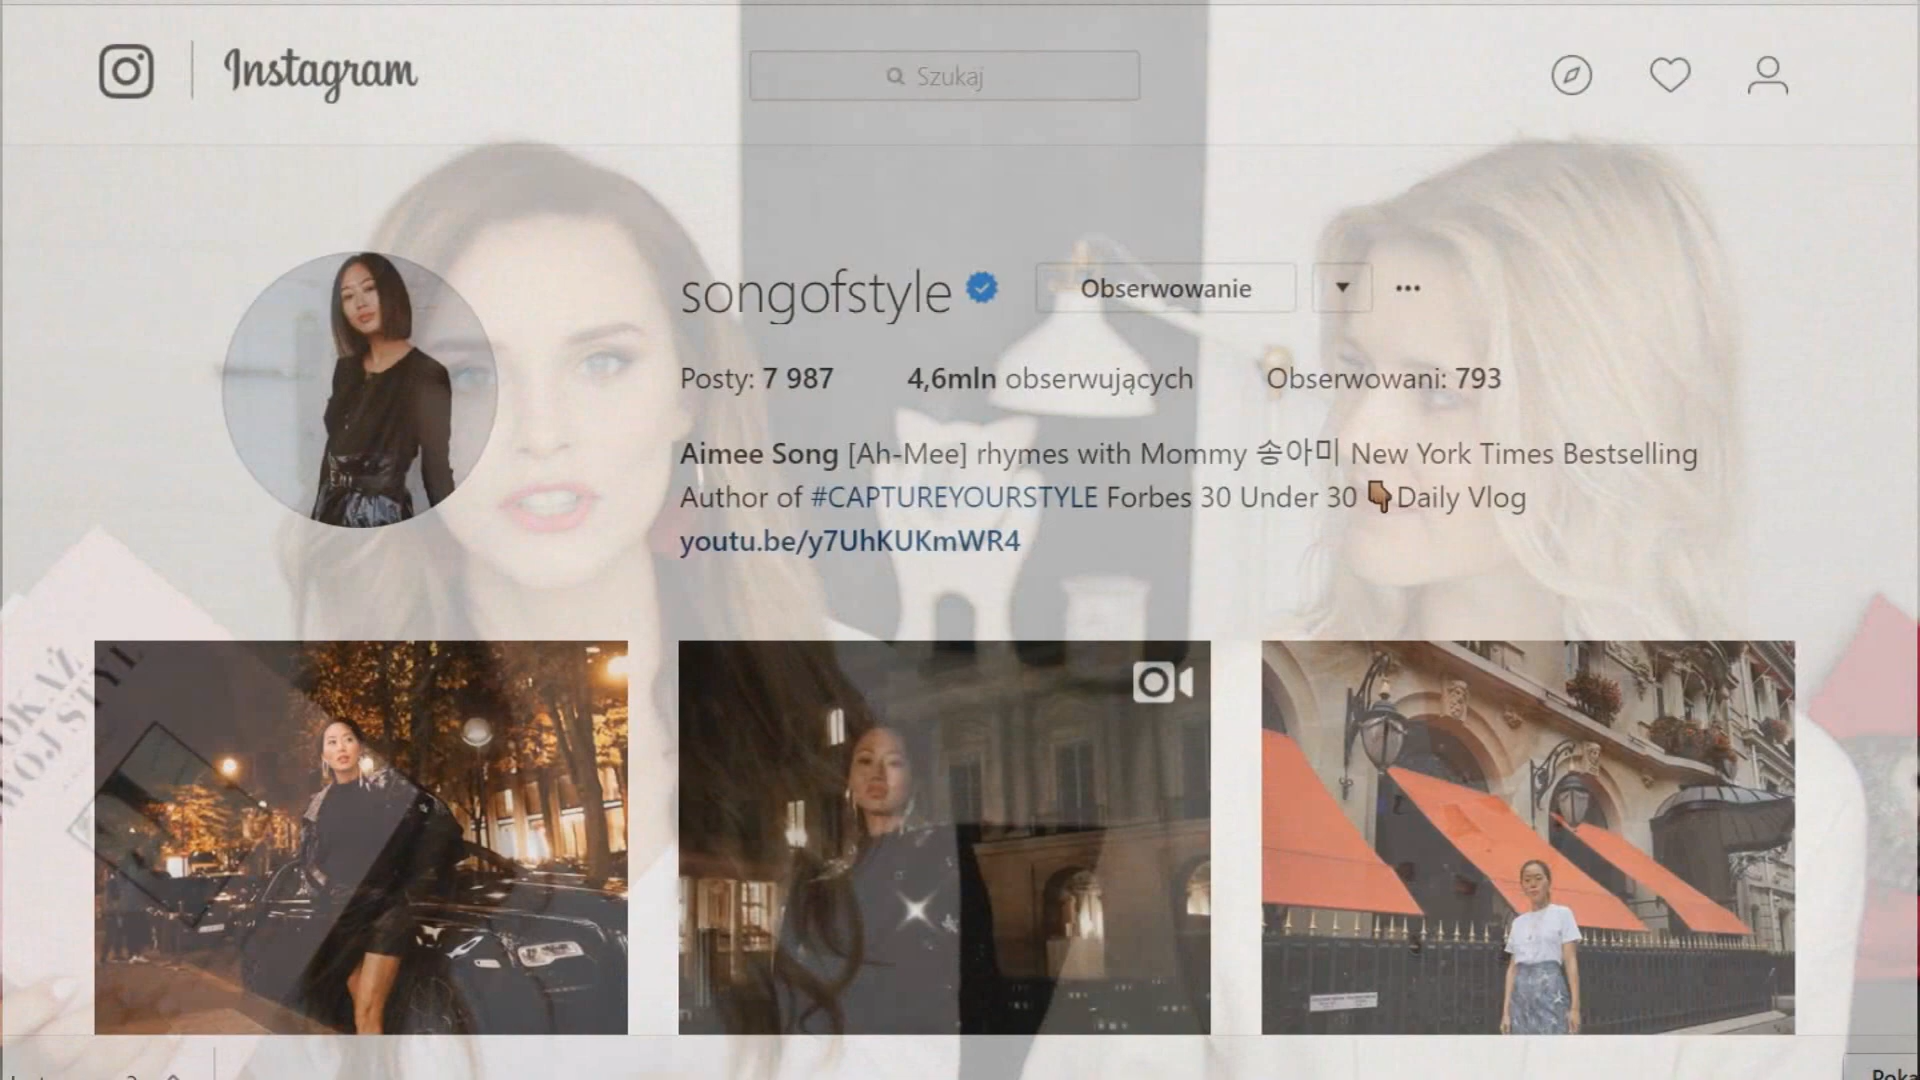 Instagram
Szukaj
songofstyle
Obserwowanie
Posty: 7 987
4,6mln obserwujących
Obserwowani: 793
Aimee Song [Ah-Mee] rhymes with Mommy 송아미 New York Times Bestselling
Author of #CAPTUREYOURSTYLE Forbes 30 Under 30 👇🏾Daily Vlog
youtu.be/y7UhKUKmWR4